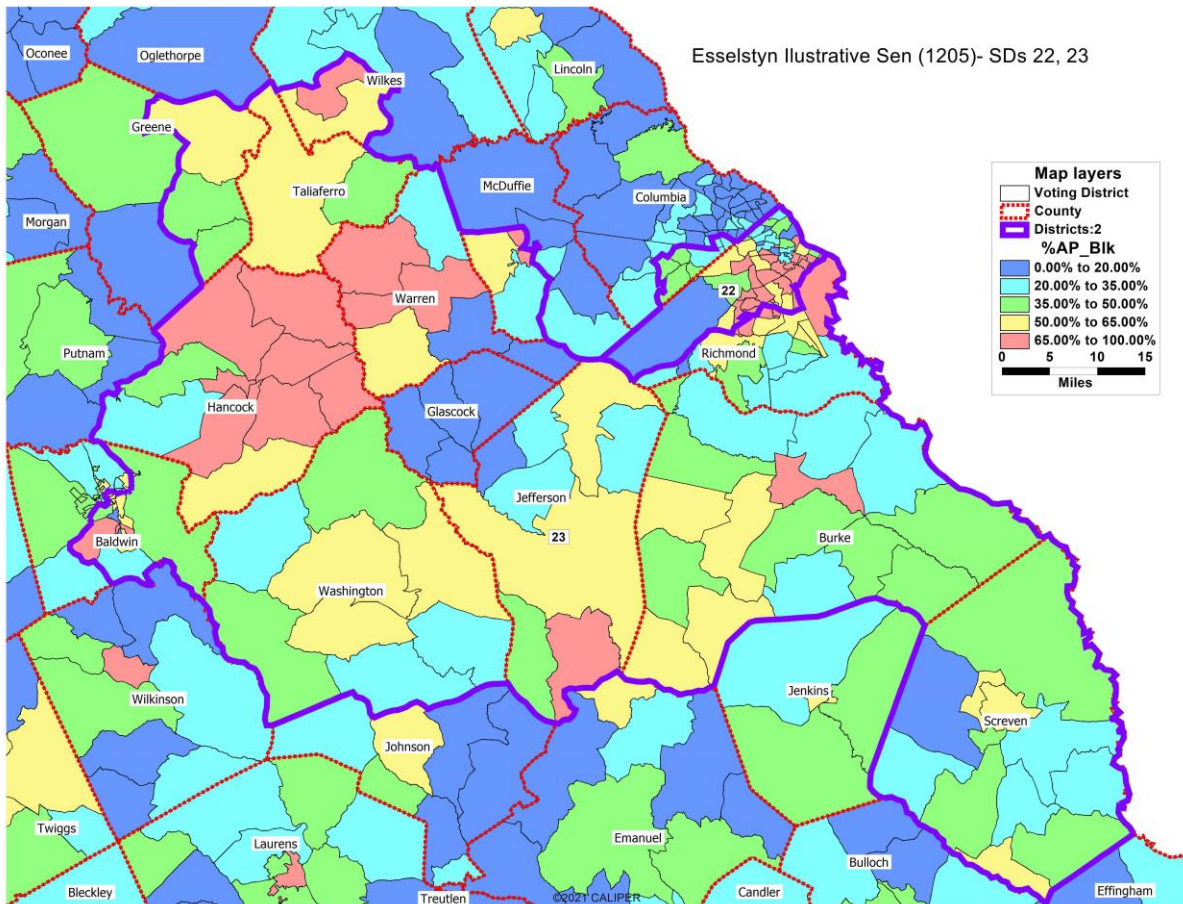 Esselstyn Ilustrative Sen (1205)- SDs 22, 23
Oconee
Oglethorpe
Wilkes
Lincoln
Greene
Taliaferro
McDuffie
Columbia
Morgan
Warren
22
Richmond
Putnam
Hancock
Glascock
Jefferson
23
Baldwin
Burke
Washington
Wilkinson
Jenkins
Screven
Johnson
Twiggs
Laurens
Emanuel
Bulloch
Bleckley
Treutlen
Candler
Effingham
©2021 CALIPER
Map layers
Voting District
County
Districts:2
%AP_Blk
0.00% to 20.00%
20.00% to 35.00%
35.00% to 50.00%
50.00% to 65.00%
65.00% to 100.00%
0 5 10 15
Miles